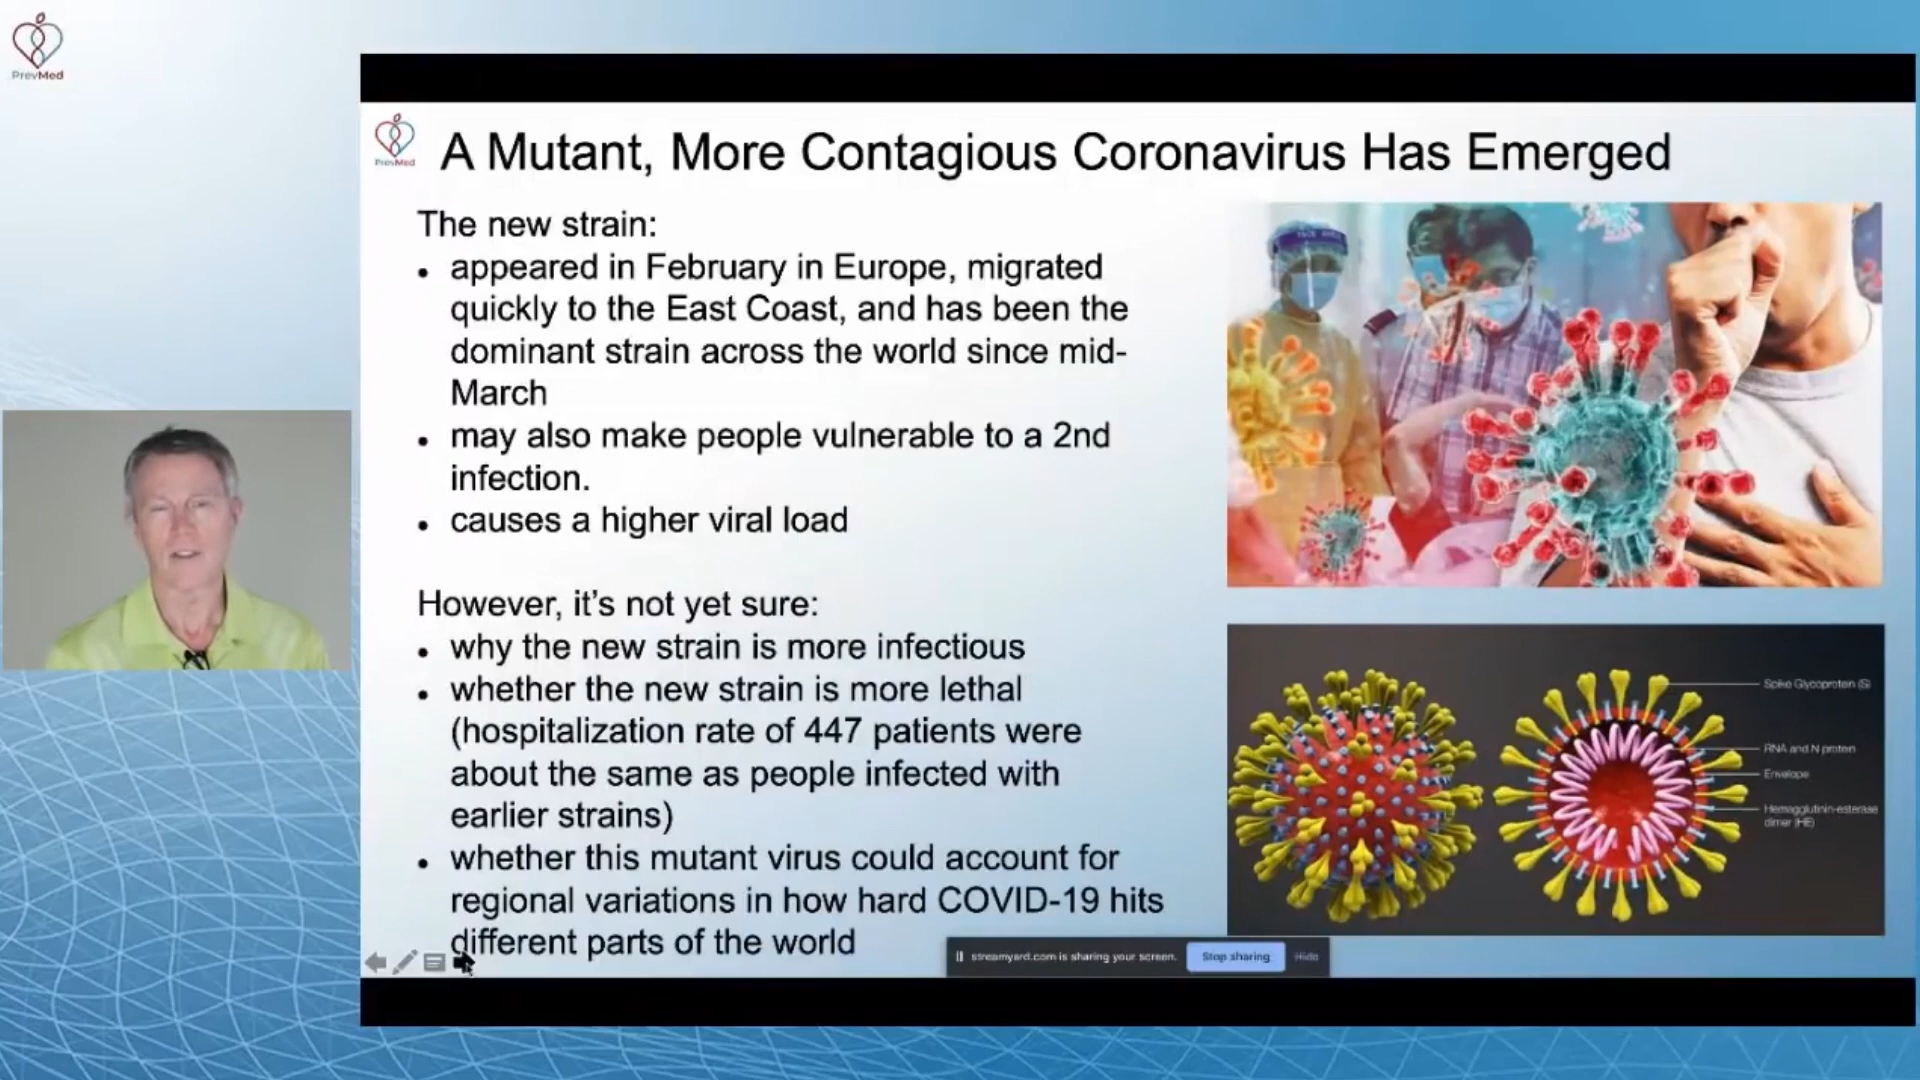 PrevMed
PrevMed
A Mutant, More Contagious Coronavirus Has Emerged
The new strain:
• appeared in February in Europe, migrated
quickly to the East Coast, and has been the
dominant strain across the world since mid-
March
• may also make people vulnerable to a 2nd
infection.
• causes a higher viral load
However, it's not yet sure:
• why the new strain is more infectious
• whether the new strain is more lethal
(hospitalization rate of 447 patients were
about the same as people infected with
earlier strains)
• whether this mutant virus could account for
regional variations in how hard COVID-19 hits
different parts of the world
Spike Glycoprotein (S)
RNA and N protein
Envelope
Hemagglutinin-esterase
dimer (HE)
streamyard.com is sharing your screen.
Stop sharing
Hide